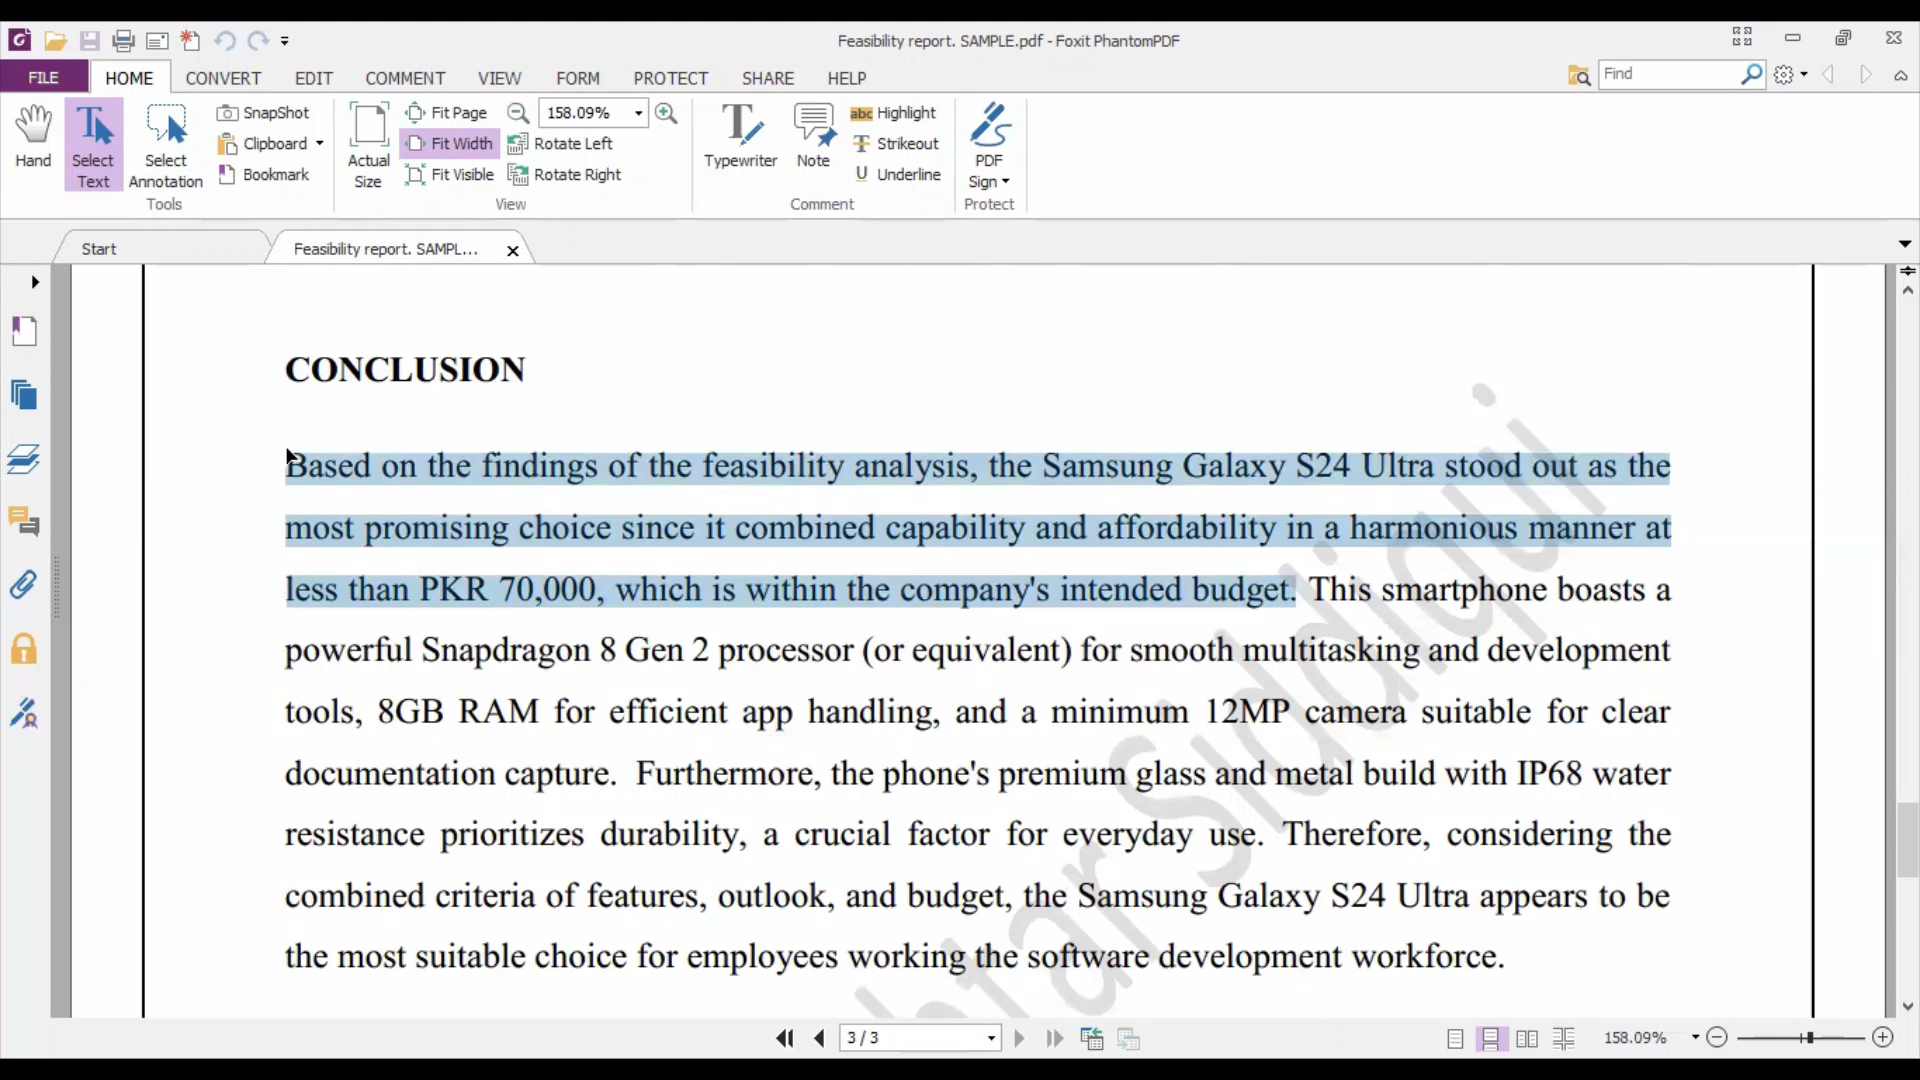 Feasibility report. SAMPLE.pdf - Foxit PhantomPDF
FILE HOME CONVERT EDIT COMMENT VIEW FORM PROTECT SHARE HELP Find
Hand
Select Text
Select Annotation
SnapShot
Clipboard
Bookmark
Tools
Actual Size
Fit Page
Fit Width
Fit Visible
158.09%
Rotate Left
Rotate Right
View
Typewriter
Note
abc Highlight
T Strikeout
U Underline
Comment
PDF Sign
Protect
Start Feasibility report. SAMPL...
CONCLUSION
Based on the findings of the feasibility analysis, the Samsung Galaxy S24 Ultra stood out as the
most promising choice since it combined capability and affordability in a harmonious manner at
less than PKR 70,000, which is within the company's intended budget. This smartphone boasts a
powerful Snapdragon 8 Gen 2 processor (or equivalent) for smooth multitasking and development
tools, 8GB RAM for efficient app handling, and a minimum 12MP camera suitable for clear
documentation capture. Furthermore, the phone's premium glass and metal build with IP68 water
resistance prioritizes durability, a crucial factor for everyday use. Therefore, considering the
combined criteria of features, outlook, and budget, the Samsung Galaxy S24 Ultra appears to be
the most suitable choice for employees working the software development workforce.
htar Siddiqui
3 / 3
158.09%